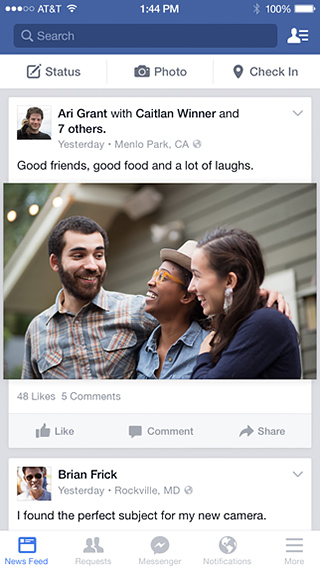 AT&T 1:44 PM 100%
Search
Status Photo Check In
Ari Grant with Caitlan Winner and
7 others.
Yesterday • Menlo Park, CA
Good friends, good food and a lot of laughs.
48 Likes 5 Comments
Like Comment Share
Brian Frick
Yesterday • Rockville, MD
I found the perfect subject for my new camera.
News Feed Requests Messenger Notifications More